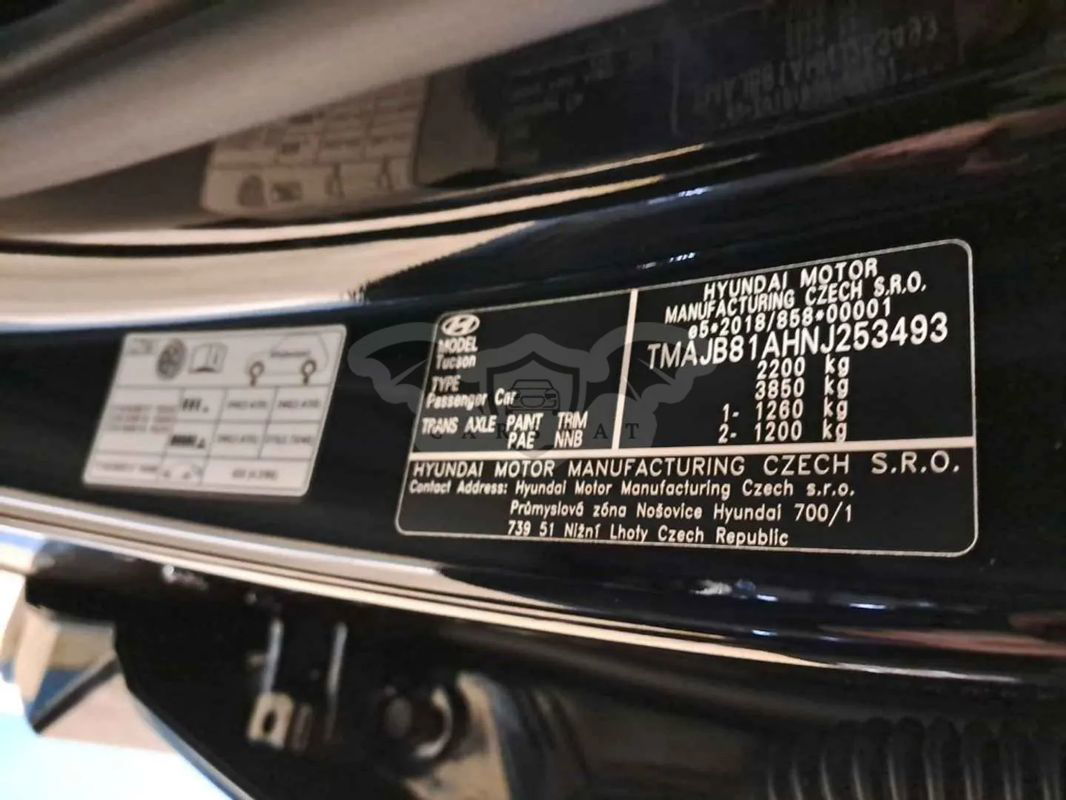 HYUNDAI MOTOR
MANUFACTURING CZECH S.R.O.
e5*2018/858*00001
TMAJB81AHNJ253493
2200 kg
3850 kg
1- 1260 kg
2- 1200 kg
MODEL
Tucson
TYPE
Passenger Car
TRANS AXLE PAINT TRIM
PAE NNB
HYUNDAI MOTOR MANUFACTURING CZECH S.R.O.
Contact Address: Hyundai Motor Manufacturing Czech s.r.o.
Průmyslová zóna Nošovice Hyundai 700/1
739 51 Nižní Lhoty Czech Republic